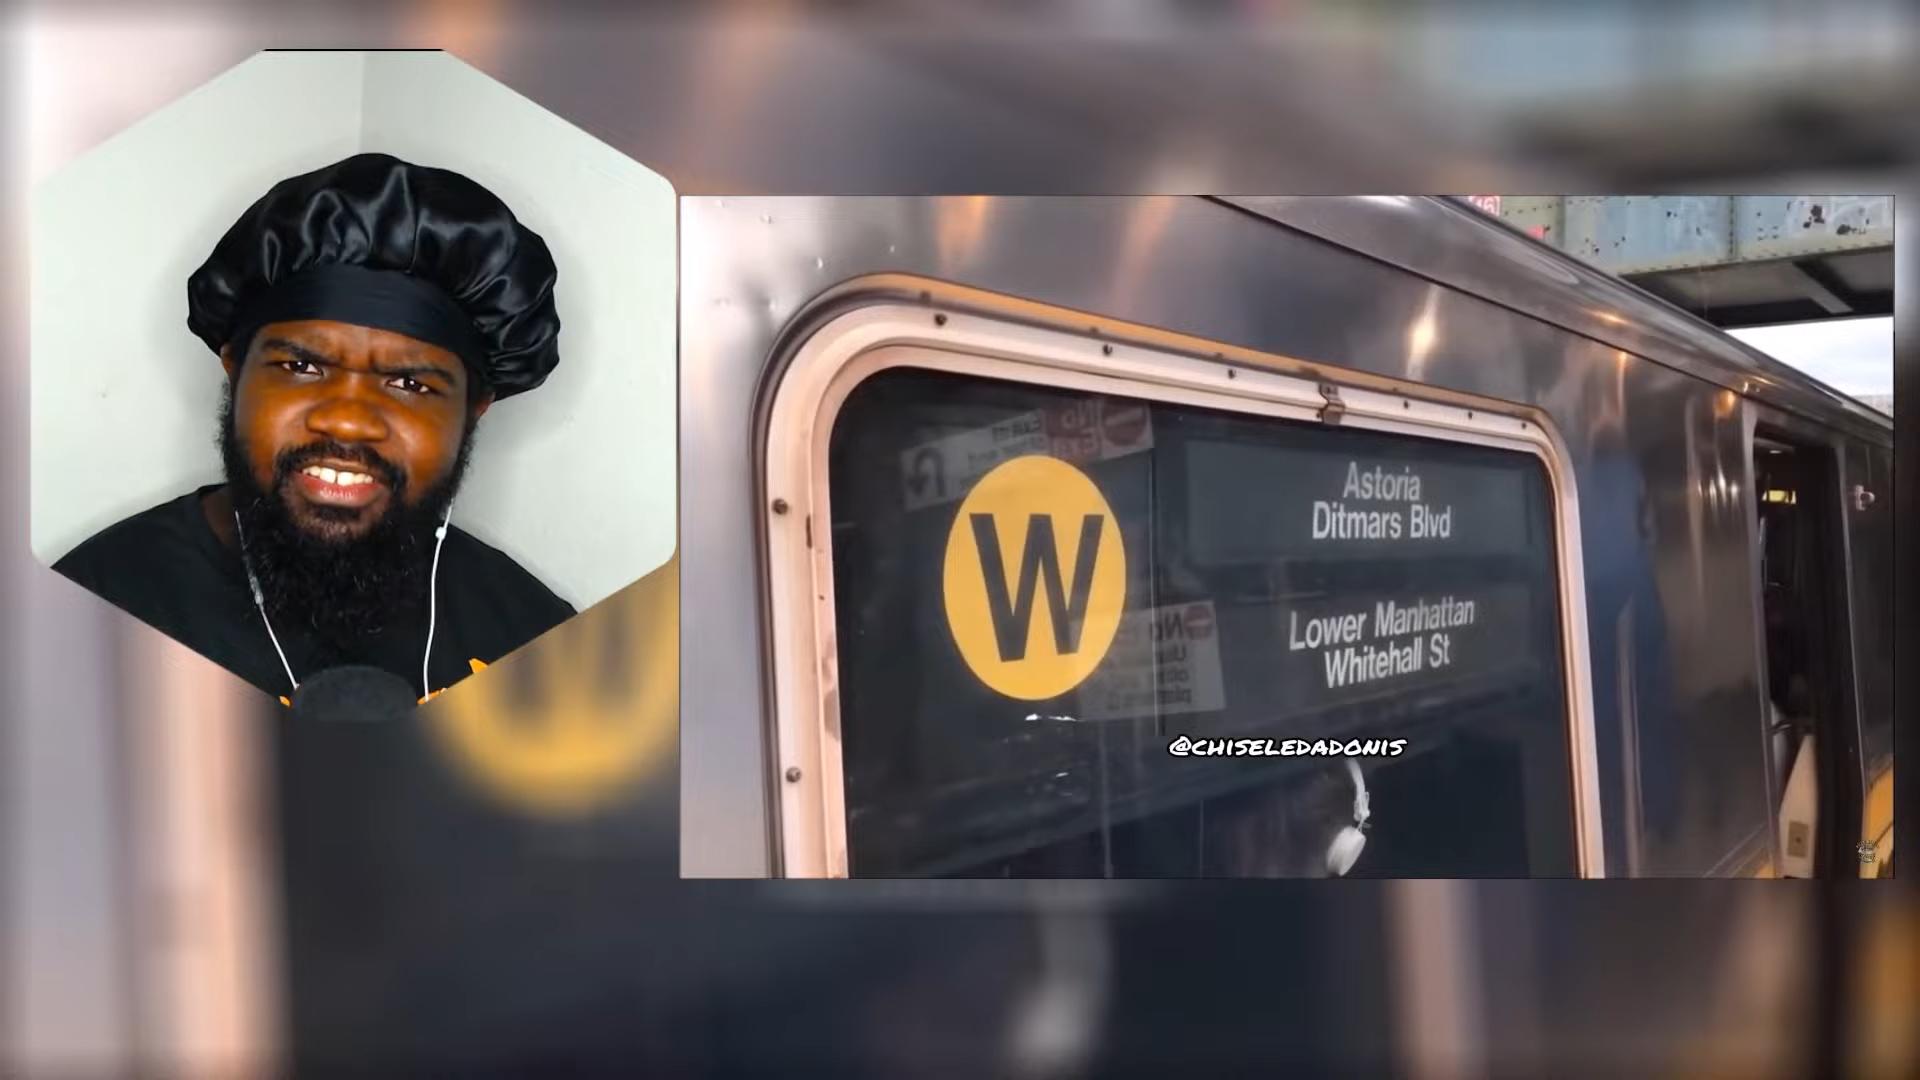 W
Astoria
Ditmars Blvd
Lower Manhattan
Whitehall St
@CHISELEDADONIS